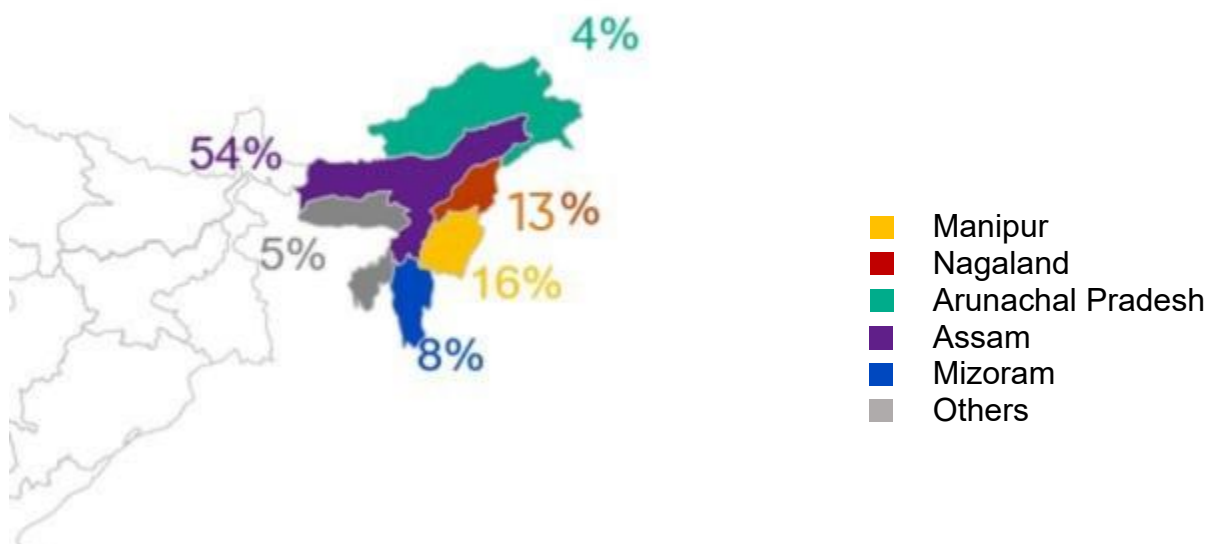 4%
54%
13%
5%
16%
8%
Manipur
Nagaland
Arunachal Pradesh
Assam
Mizoram
Others